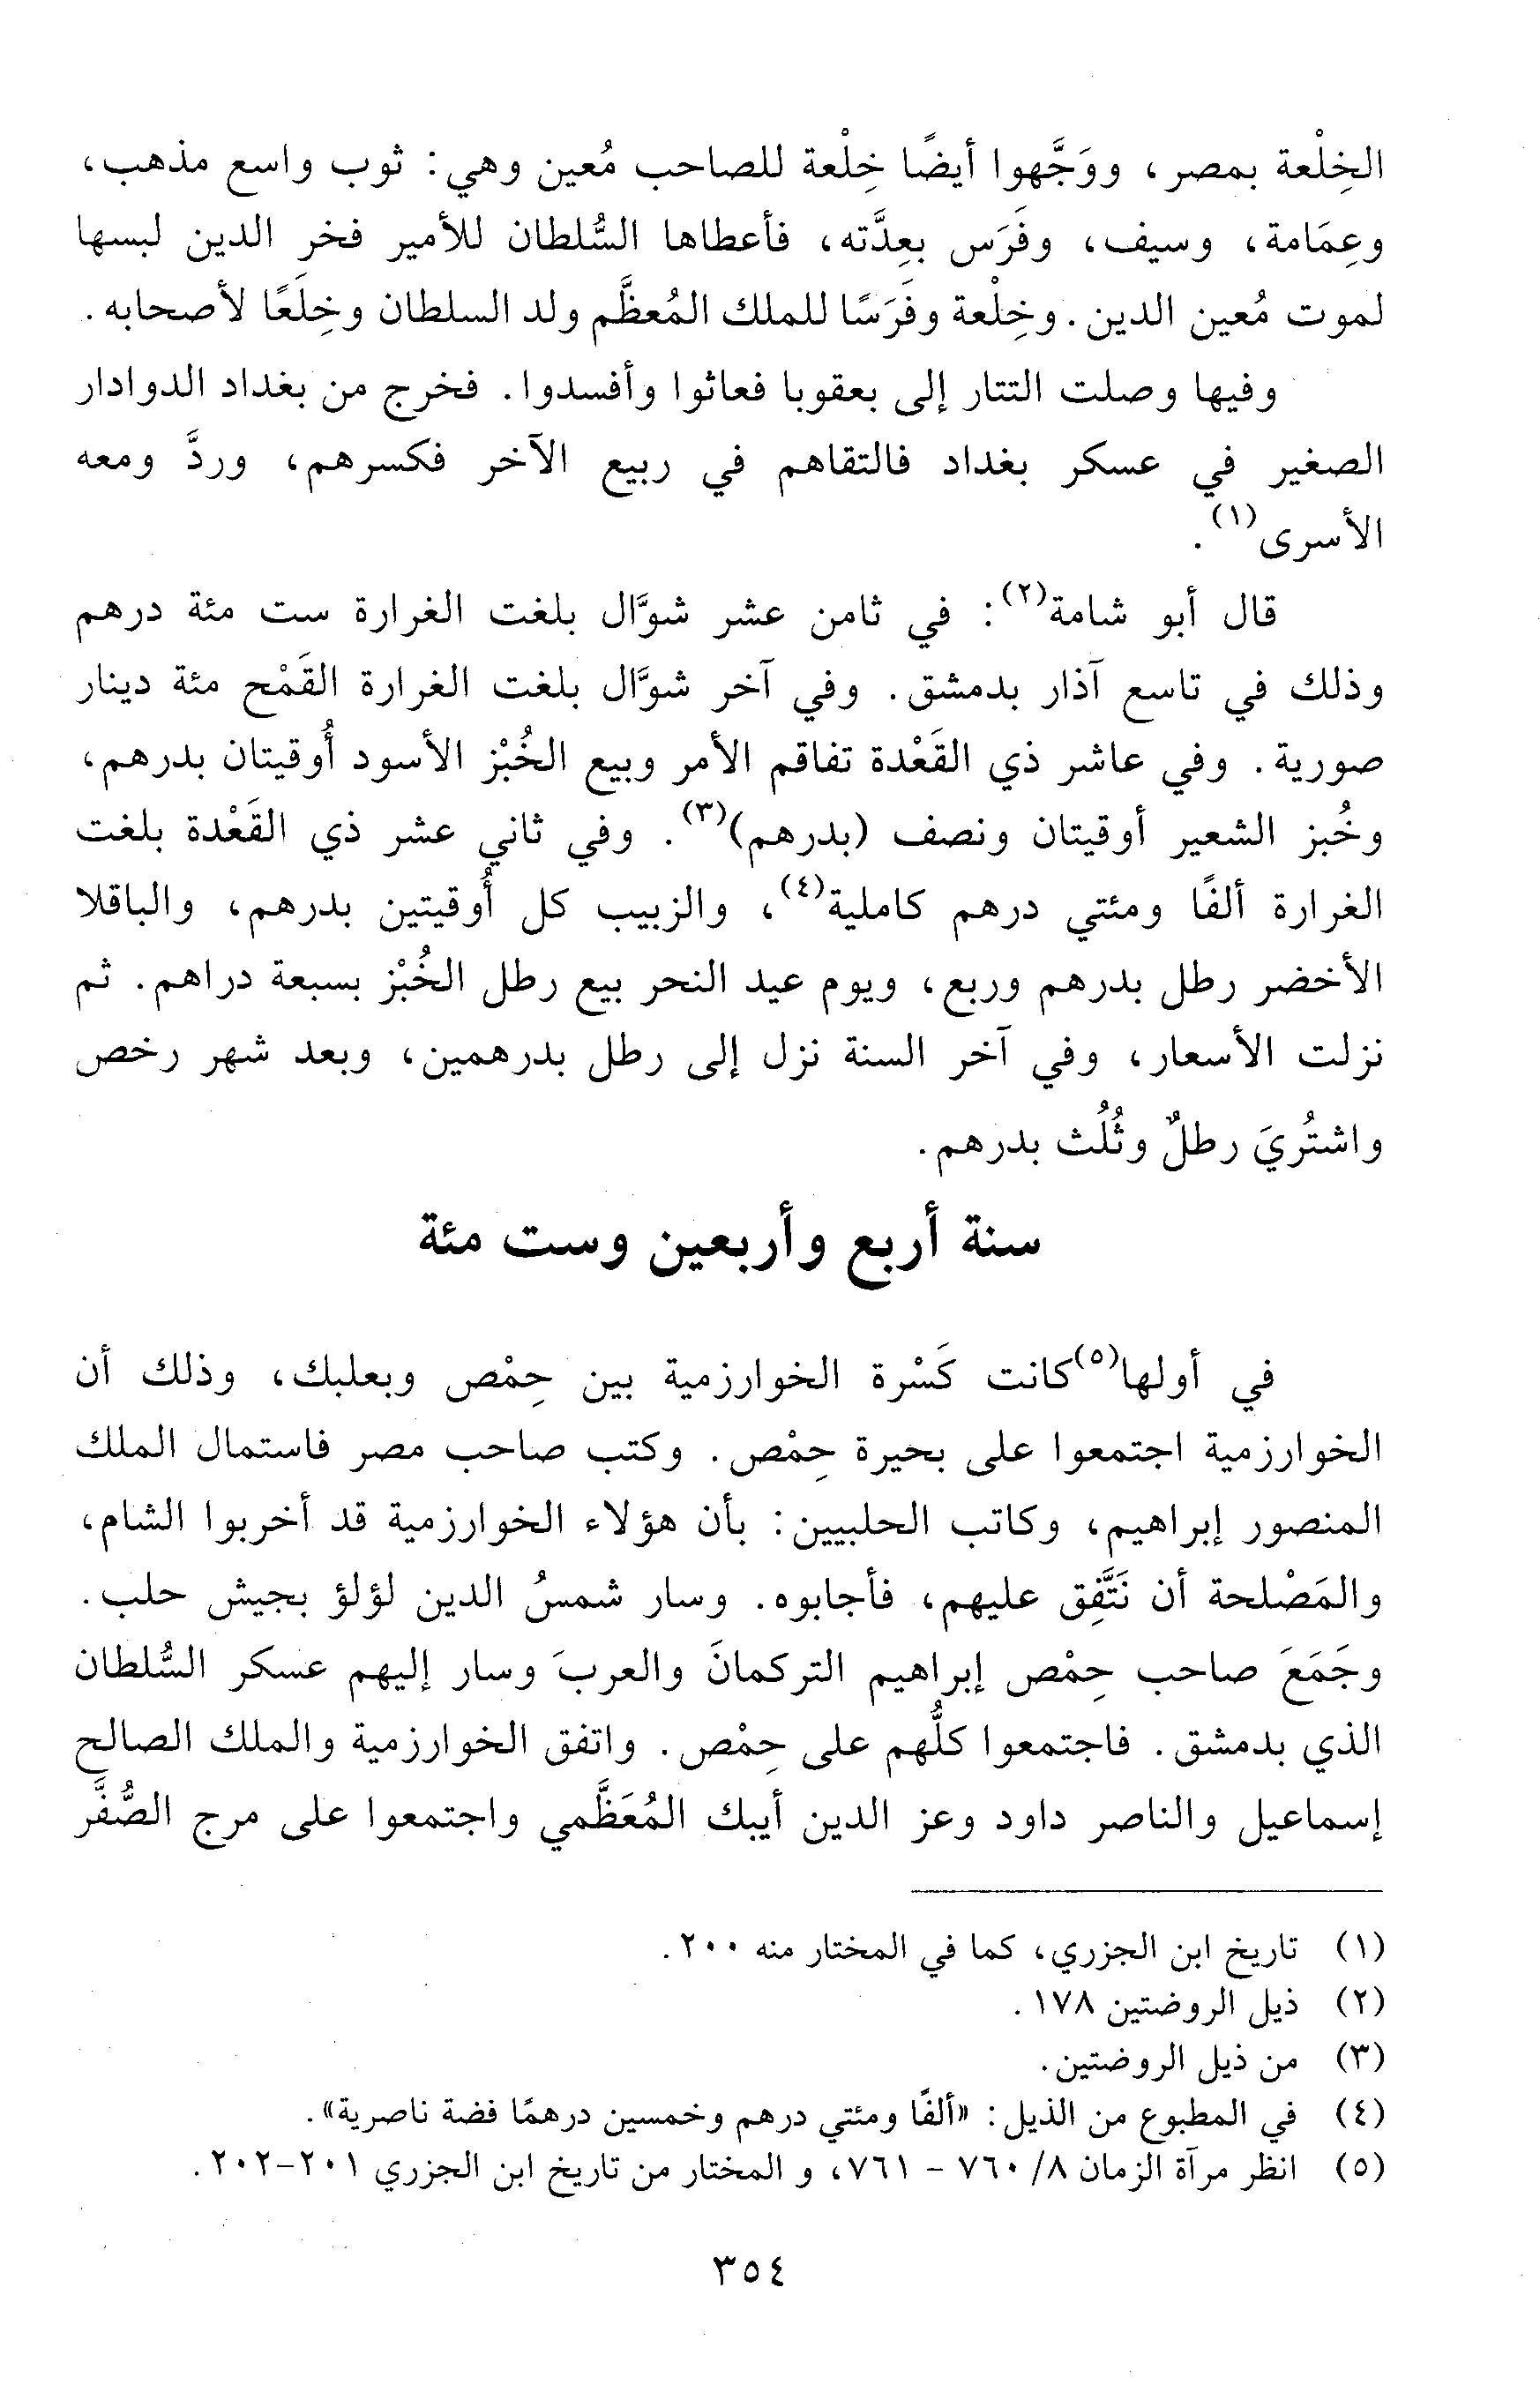 الخِلْعة بمصر، ووَجَّهوا أيضًا خِلْعة للصاحب مُعين وهي: ثوب واسع مذهب،
وعِمَامة، وسيف، وفَرَس بعِدَّته، فأعطاها السُّلطان للأمير فخر الدين لبسها
لموت مُعين الدين. وخِلْعة وفَرَسًا للملك المُعظَّم ولد السلطان وخِلَعًا لأصحابه.
وفيها وصلت التتار إلى بعقوبا فعاثوا وأفسدوا. فخرج من بغداد الدوادار
الصغير في عسكر بغداد فالتقاهم في ربيع الآخر فكسرهم، وردَّ ومعه
الأسرى(١).
قال أبو شامة(٢): في ثامن عشر شوَّال بلغت الغرارة ست مئة درهم
وذلك في تاسع آذار بدمشق. وفي آخر شوَّال بلغت الغرارة القَمْح مئة دينار
صورية. وفي عاشر ذي القَعْدة تفاقم الأمر وبيع الخُبْز الأسود أُوقيتان بدرهم،
وخُبز الشعير أوقيتان ونصف (بدرهم)(٣). وفي ثاني عشر ذي القَعْدة بلغت
الغرارة ألفًا ومئتي درهم كاملية(٤)، والزبيب كل أُوقيتين بدرهم، والباقلا
الأخضر رطل بدرهم وربع، ويوم عيد النحر بيع رطل الخُبْز بسبعة دراهم. ثم
نزلت الأسعار، وفي آخر السنة نزل إلى رطل بدرهمين، وبعد شهر رخص
واشتُريَ رطلٌ وثُلُث بدرهم.
سنة أربع وأربعين وست مئة
في أولها(٥) كانت كَسْرة الخوارزمية بين حِمْص وبعلبك، وذلك أن
الخوارزمية اجتمعوا على بحيرة حِمْص. وكتب صاحب مصر فاستمال الملك
المنصور إبراهيم، وكاتب الحلبيين: بأن هؤلاء الخوارزمية قد أخربوا الشام،
والمَصْلحة أن نَتَّفِق عليهم، فأجابوه. وسار شمسُ الدين لؤلؤ بجيش حلب.
وجَمَعَ صاحب حِمْص إبراهيم التركمانَ والعربَ وسار إليهم عسكر السُّلطان
الذي بدمشق. فاجتمعوا كلُّهم على حِمْص. واتفق الخوارزمية والملك الصالح
إسماعيل والناصر داود وعز الدين أيبك المُعَظَّمي واجتمعوا على مرج الصُّفَّر
(١) تاريخ ابن الجزري، كما في المختار منه ٢٠٠.
(٢) ذيل الروضتين ١٧٨.
(٣) من ذيل الروضتين.
(٤) في المطبوع من الذيل: «ألفًا ومئتي درهم وخمسين درهمًا فضة ناصرية».
(٥) انظر مرآة الزمان ٨/ ٧٦٠ - ٧٦١، و المختار من تاريخ ابن الجزري ٢٠١-٢٠٢.
٣٥٤